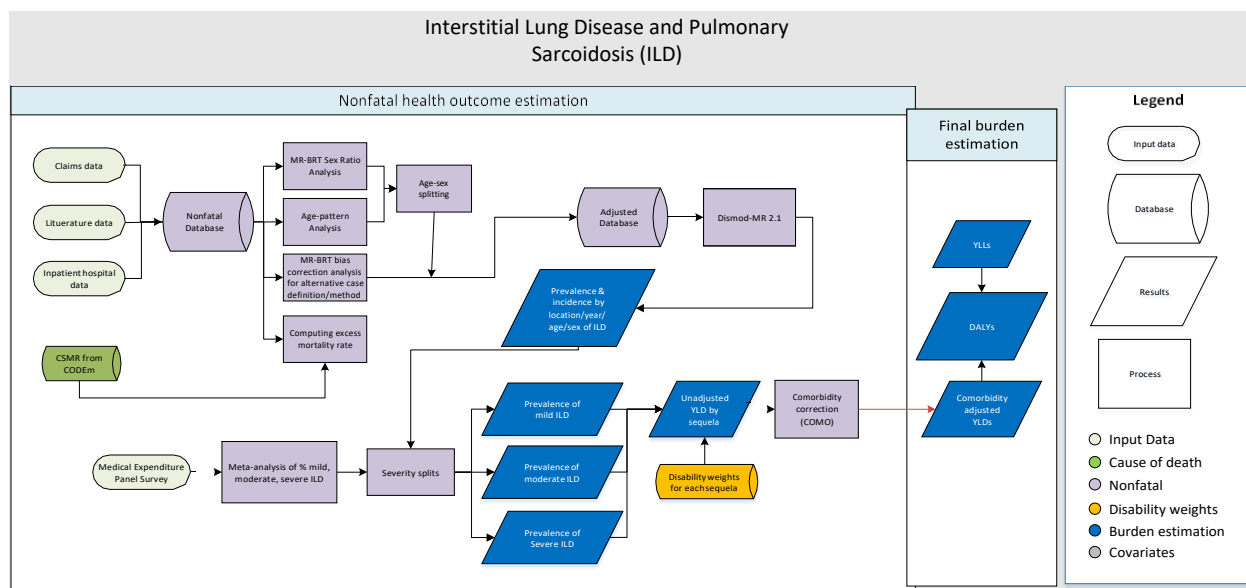 Interstitial Lung Disease and Pulmonary
Sarcoidosis (ILD)
Nonfatal health outcome estimation
Claims data
Lituerature data
Inpatient hospital
data
Nonfatal
Database
MR-BRT Sex Ratio
Analysis
Age-pattern
Analysis
MR-BRT bias
correction analysis
for alternative case
definition/method
Computing excess
mortality rate
Age-sex
splitting
Adjusted
Database
Dismod-MR 2.1
Prevalence &
incidence by
location/year/
age/sex of ILD
CSMR from
CODEm
Medical Expenditure
Panel Survey
Meta-analysis of % mild,
moderate, severe ILD
Severity splits
Prevalence
of mild ILD
Prevalence of
moderate ILD
Prevalence of
Severe ILD
Unadjusted
YLD by
sequela
Disability weights
for eachsequela
Comorbidity
correction
(COMO)
Final burden
estimation
YLLs
DALYs
Comorbidity
adjusted
YLDs
Legend
Input data
Database
Results
Process
Input Data
Cause of death
Nonfatal
Disability weights
Burden estimation
Covariates